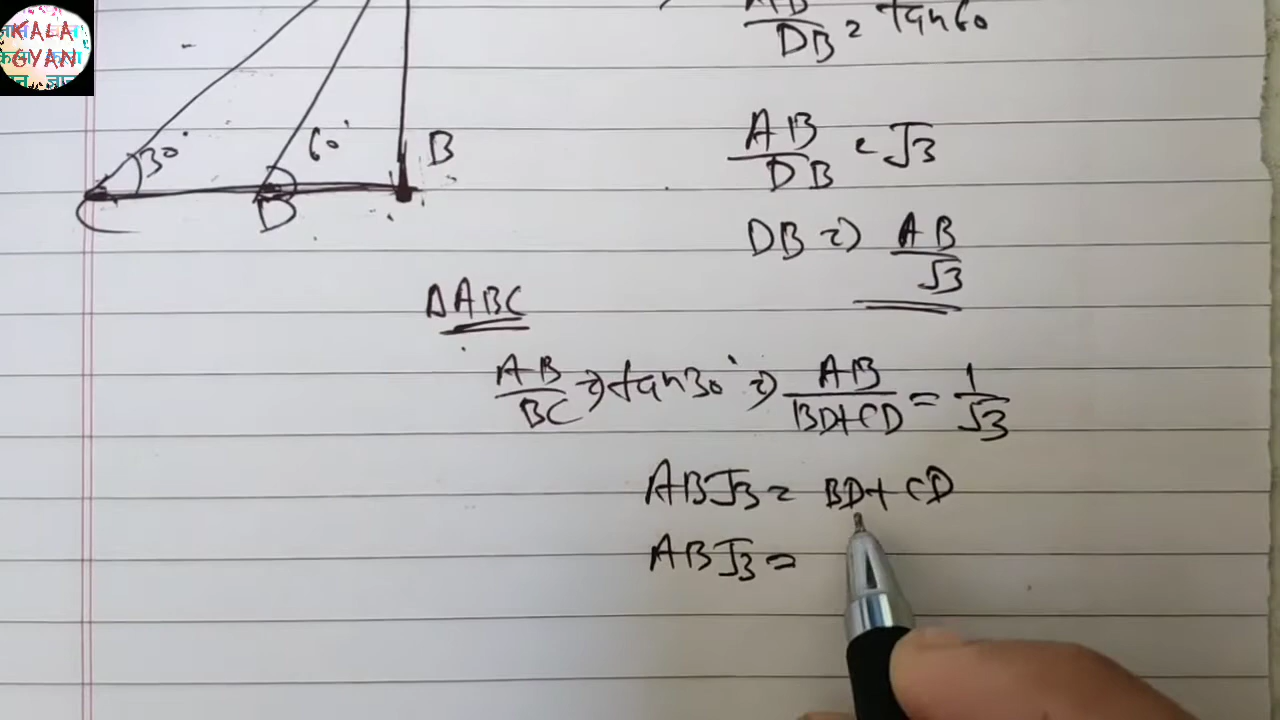 KALA
GYAN
AB/DB = tan60
30°
60°
B
C
D
AB/DB = √3
DB => AB/√3
ΔABC
AB/BC => tan30° => AB/BD+CD = 1/√3
AB√3 = BD+CD
AB√3 =